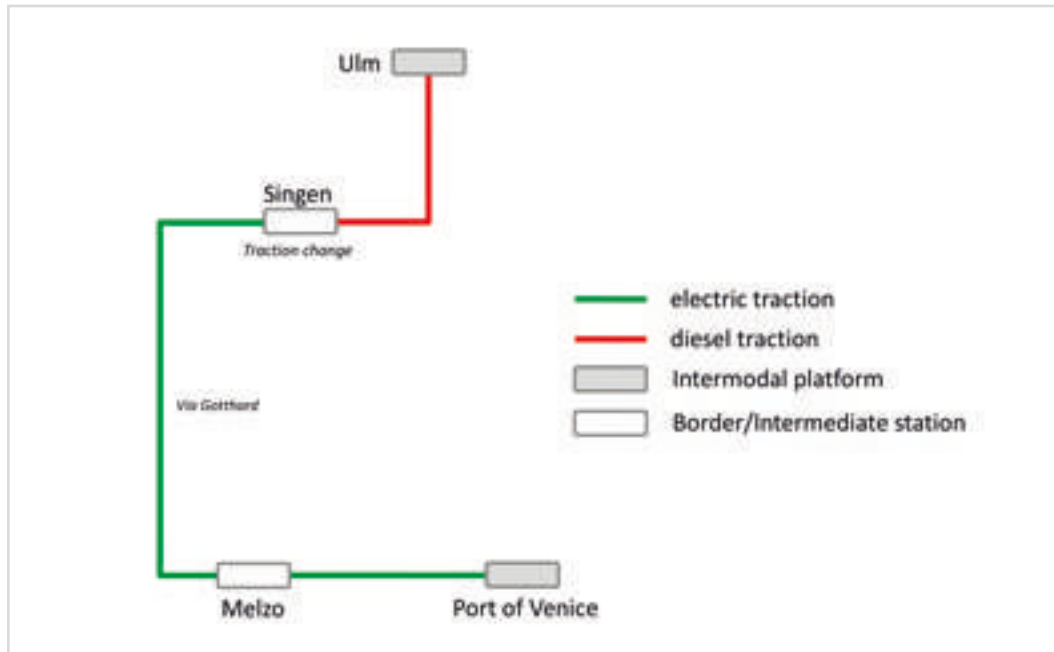 Ulm
Singen
Traction change
electric traction
diesel traction
Intermodal platform
Via Gotthard
Border/Intermediate station
Melzo
Port of Venice